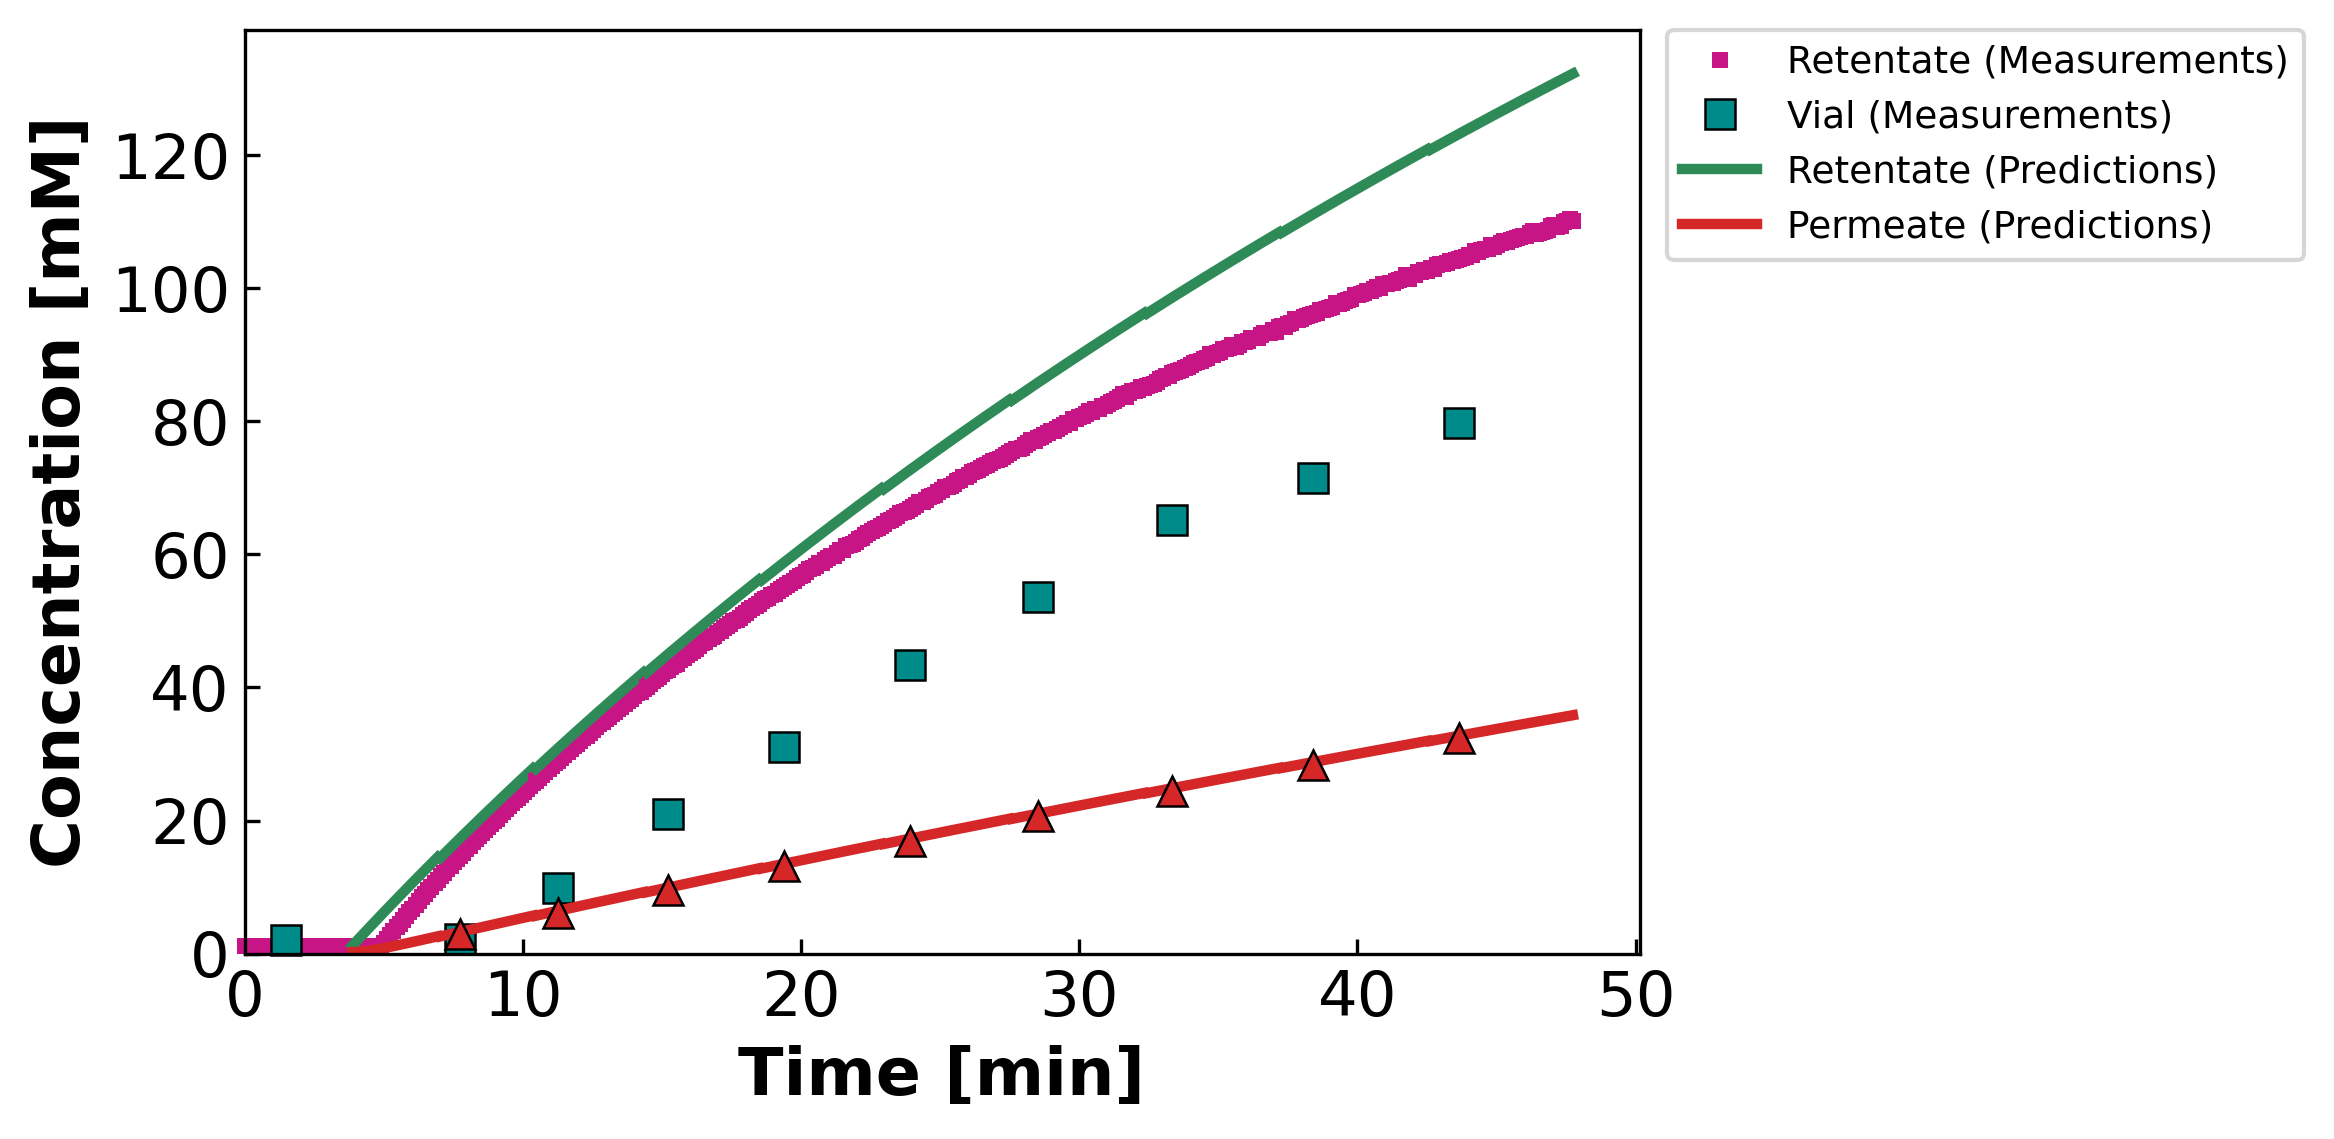 Concentration [mM]
120
100
80
60
40
20
0
0 10 20 30 40 50
Time [min]
Retentate (Measurements)
Vial (Measurements)
Retentate (Predictions)
Permeate (Predictions)